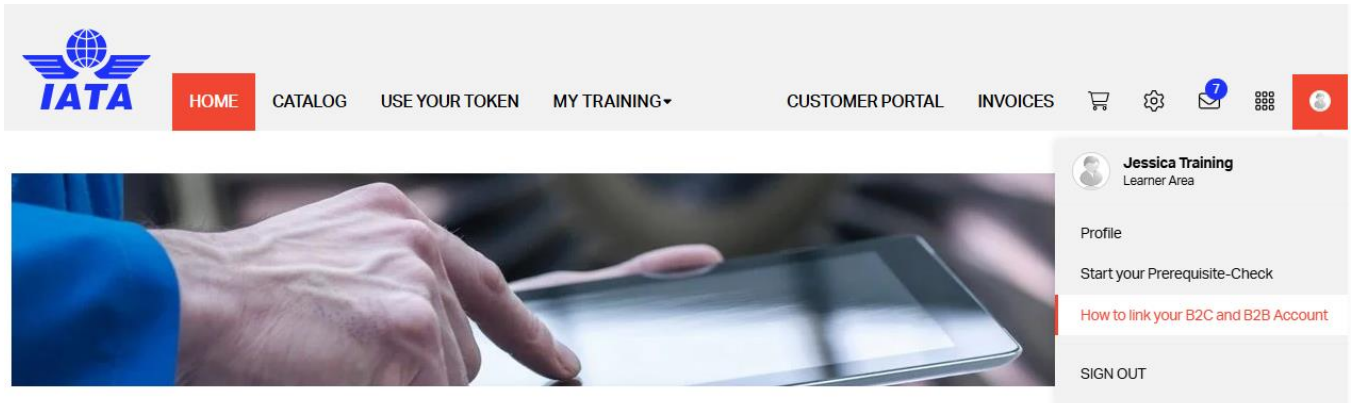 IATA
HOME CATALOG USE YOUR TOKEN MY TRAINING CUSTOMER PORTAL INVOICES 7
Jessica Training
Learner Area
Profile
Start your Prerequisite-Check
How to link your B2C and B2B Account
SIGN OUT